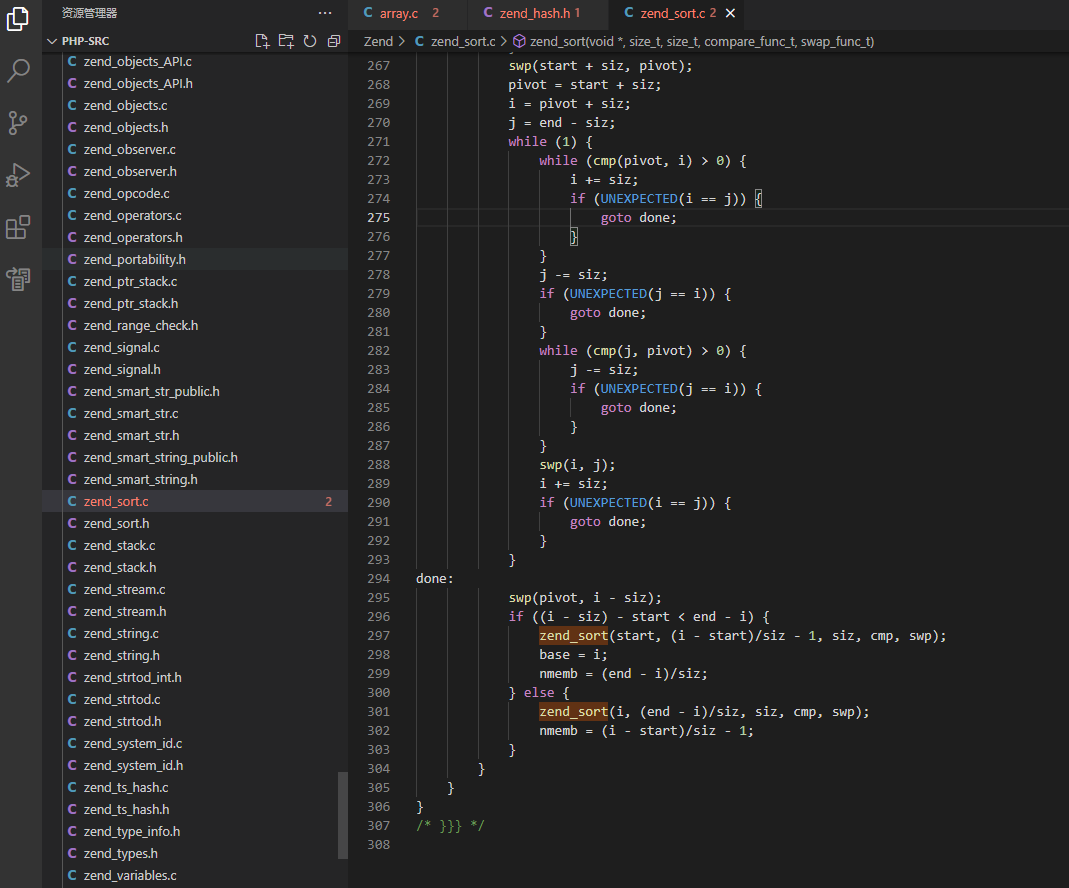 资源管理器 ···
PHP-SRC
zend_objects_API.c
zend_objects_API.h
zend_objects.c
zend_objects.h
zend_observer.c
zend_observer.h
zend_opcode.c
zend_operators.c
zend_operators.h
zend_portability.h
zend_ptr_stack.c
zend_ptr_stack.h
zend_range_check.h
zend_signal.c
zend_signal.h
zend_smart_str_public.h
zend_smart_str.c
zend_smart_str.h
zend_smart_string_public.h
zend_smart_string.h
zend_sort.c 2
zend_sort.h
zend_stack.c
zend_stack.h
zend_stream.c
zend_stream.h
zend_string.c
zend_string.h
zend_strtod_int.h
zend_strtod.c
zend_strtod.h
zend_system_id.c
zend_system_id.h
zend_ts_hash.c
zend_ts_hash.h
zend_type_info.h
zend_types.h
zend_variables.c
C array.c 2 C zend_hash.h 1 C zend_sort.c 2
Zend > C zend_sort.c > zend_sort(void *, size_t, size_t, compare_func_t, swap_func_t)
267 swp(start + siz, pivot);
268 pivot = start + siz;
269 i = pivot + siz;
270 j = end - siz;
271 while (1) {
272 while (cmp(pivot, i) > 0) {
273 i += siz;
274 if (UNEXPECTED(i == j)) {
275 goto done;
276 }
277 }
278 j -= siz;
279 if (UNEXPECTED(j == i)) {
280 goto done;
281 }
282 while (cmp(j, pivot) > 0) {
283 j -= siz;
284 if (UNEXPECTED(j == i)) {
285 goto done;
286 }
287 }
288 swp(i, j);
289 i += siz;
290 if (UNEXPECTED(i == j)) {
291 goto done;
292 }
293 }
294 done:
295 swp(pivot, i - siz);
296 if ((i - siz) - start < end - i) {
297 zend_sort(start, (i - start)/siz - 1, siz, cmp, swp);
298 base = i;
299 nmemb = (end - i)/siz;
300 } else {
301 zend_sort(i, (end - i)/siz, siz, cmp, swp);
302 nmemb = (i - start)/siz - 1;
303 }
304 }
305 }
306 }
307 /* }}} */
308